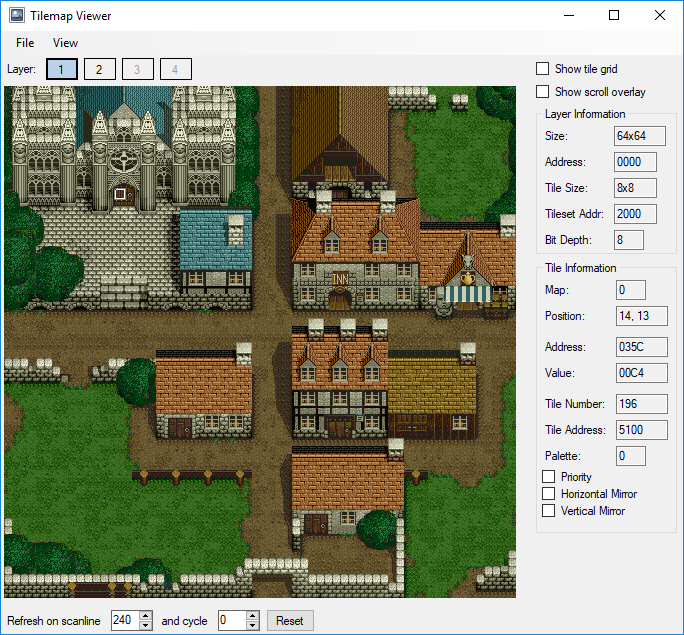 Tilemap Viewer
File View
Layer: 1 2 3 4
Show tile grid
Show scroll overlay
Layer Information
Size: 64x64
Address: 0000
Tile Size: 8x8
Tileset Addr: 2000
Bit Depth: 8
INN
Tile Information
Map: 0
Position: 14, 13
Address: 035C
Value: 00C4
Tile Number: 196
Tile Address: 5100
Palette: 0
Priority
Horizontal Mirror
Vertical Mirror
Refresh on scanline 240 and cycle 0 Reset